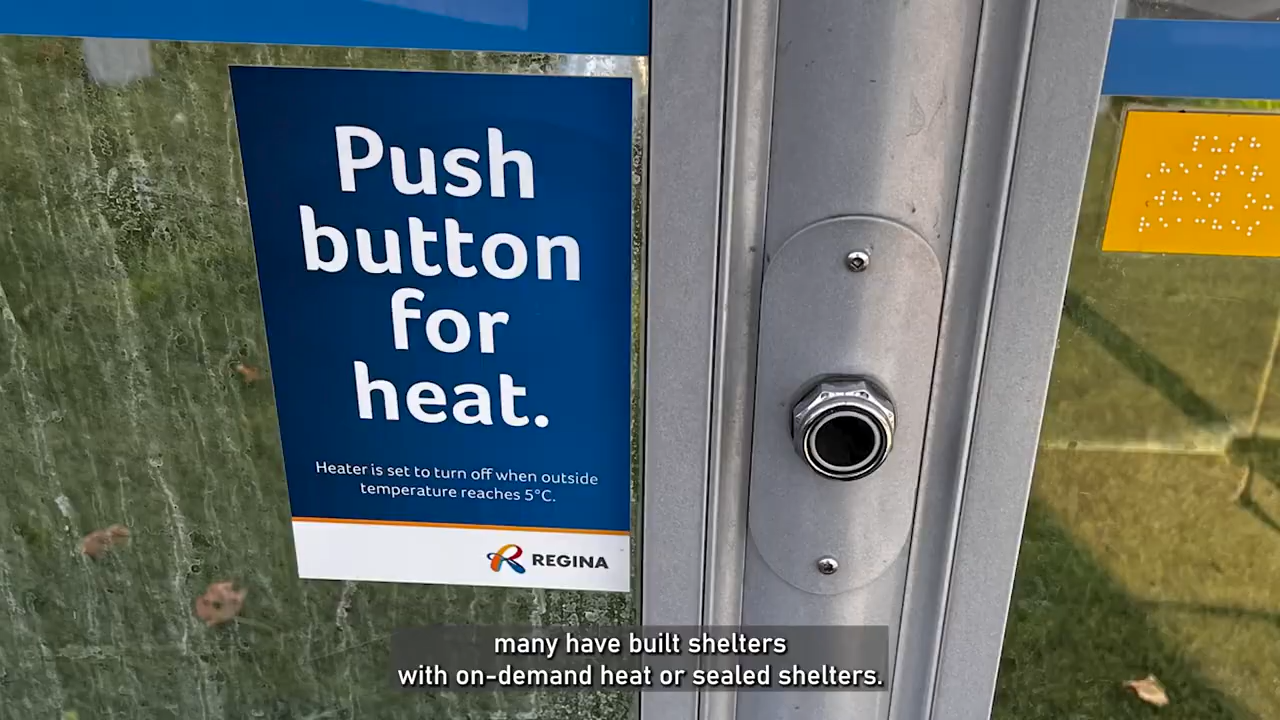 Push
button
for
heat.
Heater is set to turn off when outside
temperature reaches 5°C.
REGINA
many have built shelters
with on-demand heat or sealed shelters.